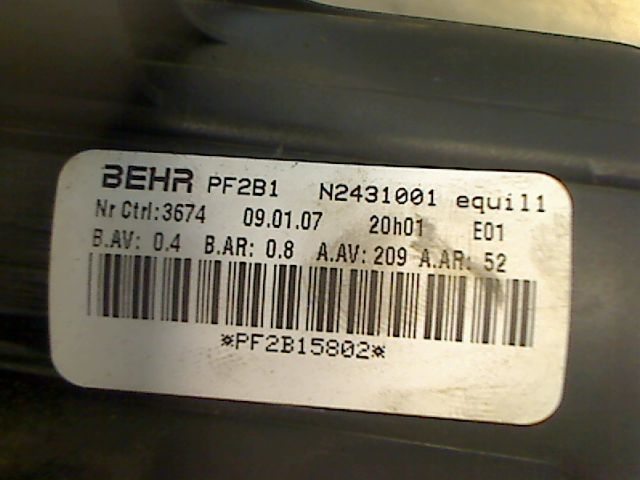 BEHR PF2B1 N2431001 equil1
Nr Ctrl:3674 09.01.07 20h01 E01
B.AV: 0.4 B.AR: 0.8 A.AV: 209 A.AR: 52
*PF2B15802*